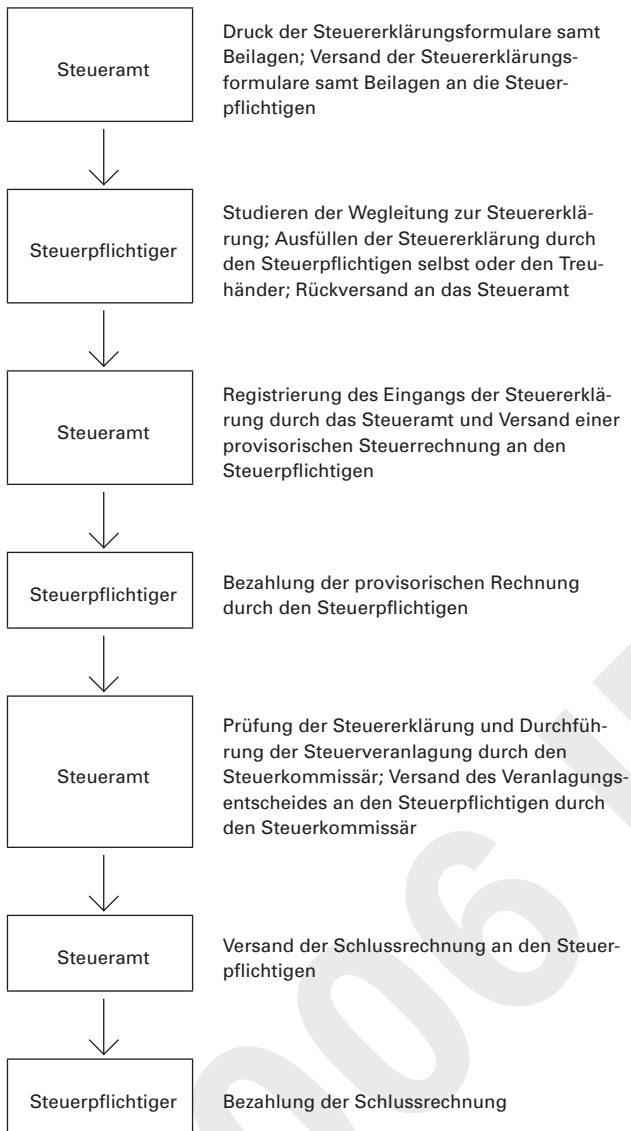 Steueramt
Druck der Steuererklärungsformulare samt
Beilagen; Versand der Steuererklärungs-
formulare samt Beilagen an die Steuer-
pflichtigen
Steuerpflichtiger
Studieren der Wegleitung zur Steuererklä-
rung; Ausfüllen der Steuererklärung durch
den Steuerpflichtigen selbst oder den Treu-
händer; Rückversand an das Steueramt
Steueramt
Registrierung des Eingangs der Steuererklä-
rung durch das Steueramt und Versand einer
provisorischen Steuerrechnung an den
Steuerpflichtigen
Steuerpflichtiger
Bezahlung der provisorischen Rechnung
durch den Steuerpflichtigen
Steueramt
Prüfung der Steuererklärung und Durchfüh-
rung der Steuerveranlagung durch den
Steuerkommissär; Versand des Veranlagungs-
entscheides an den Steuerpflichtigen durch
den Steuerkommissär
Steueramt
Versand der Schlussrechnung an den Steuer-
pflichtigen
Steuerpflichtiger
Bezahlung der Schlussrechnung